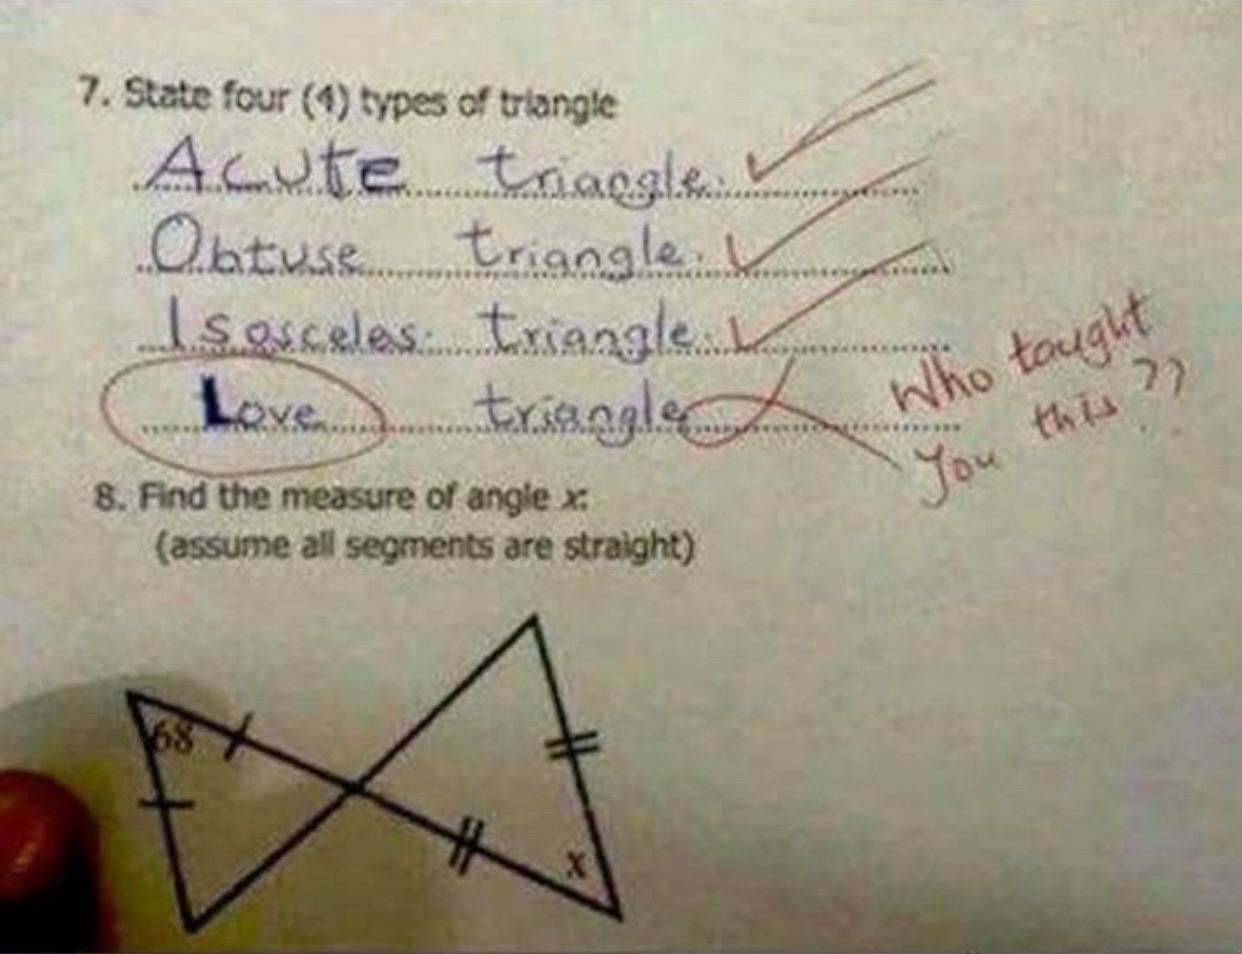 7. State four (4) types of triangle
Acute triangle.
Obtuse triangle.
Isosceles. triangle.
Love triangle
Who tought
you this ??
8. Find the measure of angle x:
(assume all segments are straight)
68
x